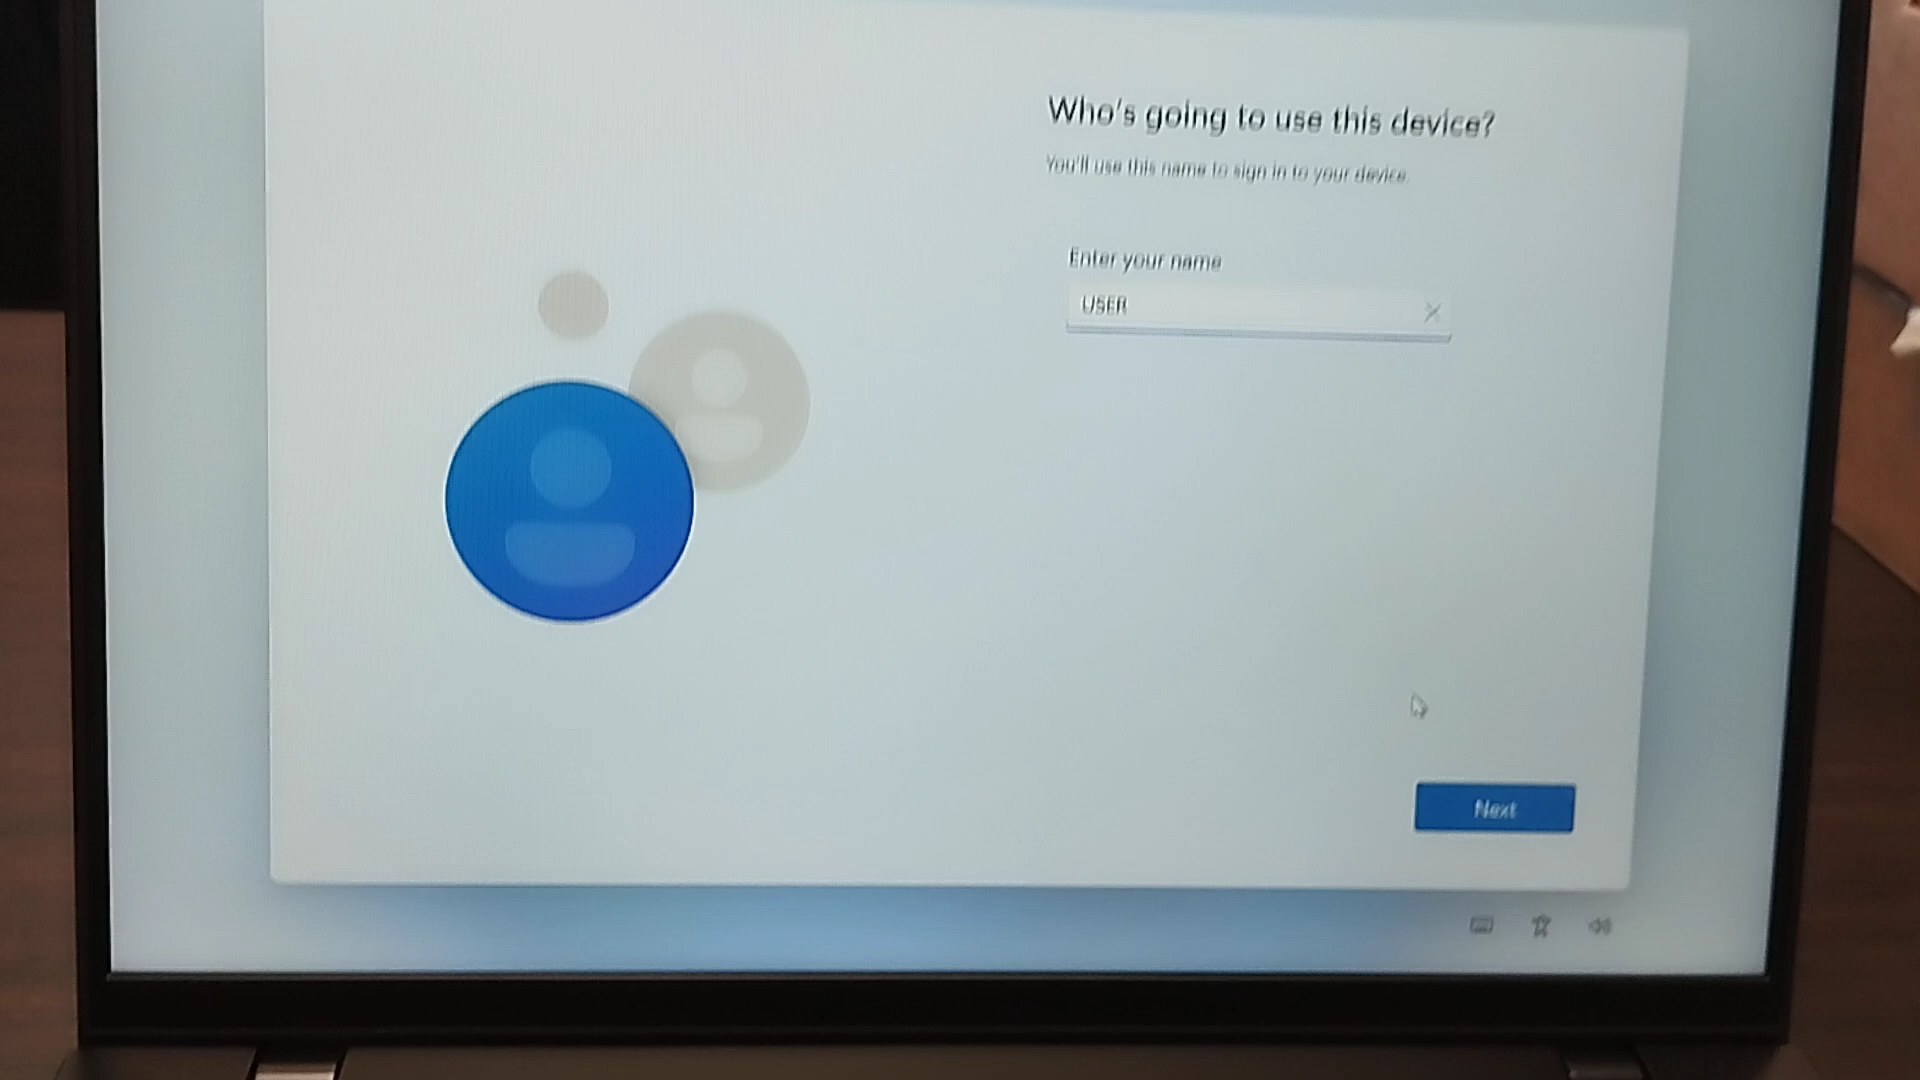 Who's going to use this device?
You'll use this name to sign in to your device.
Enter your name
USER
Next